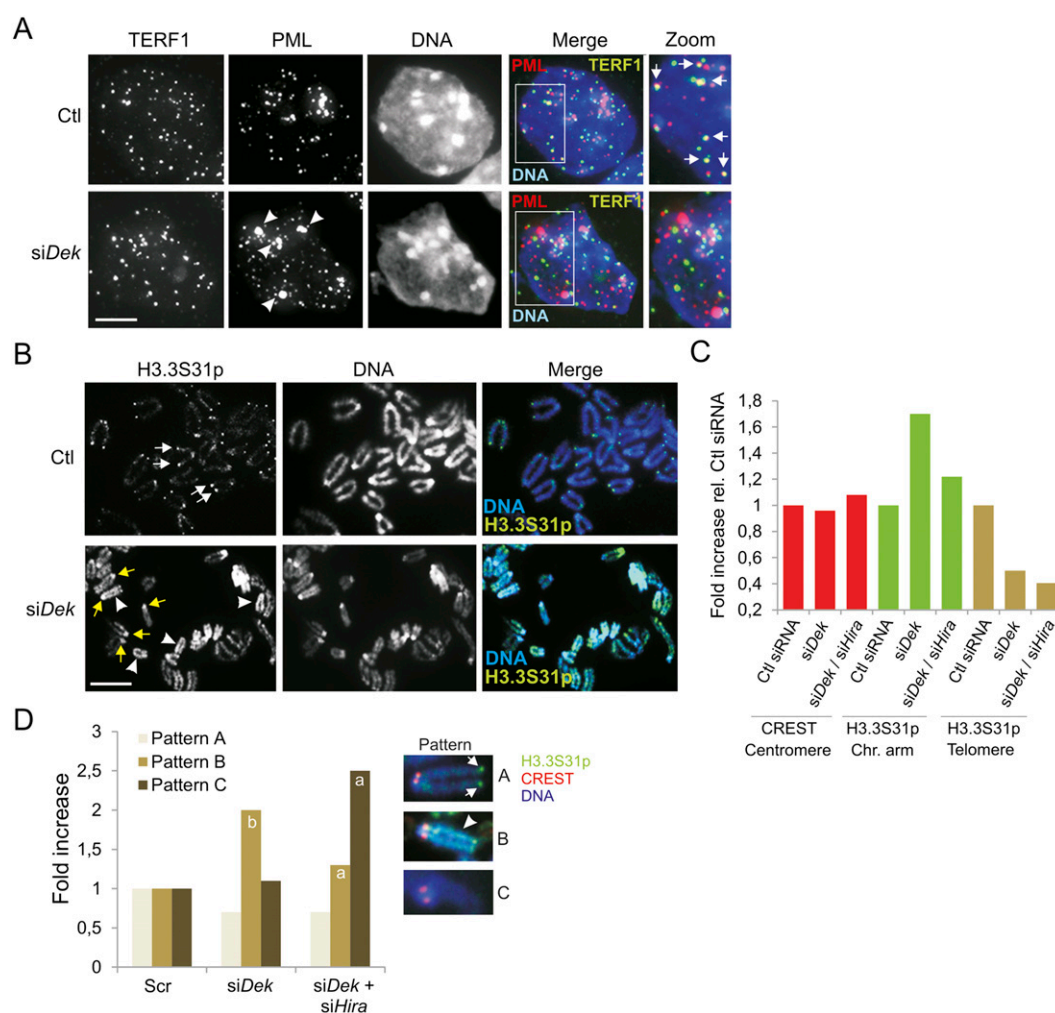 A
TERF1 PML DNA Merge Zoom
Ctl
PML TERF1
DNA
siDek
PML TERF1
DNA
B
H3.3S31p DNA Merge
Ctl
DNA
H3.3S31p
siDek
DNA
H3.3S31p
C
Fold increase rel. Ctl siRNA
1,8
1,6
1,4
1,2
1
0,8
0,6
0,4
0,2
Ctl siRNA
siDek
siDek / siHira
Ctl siRNA
siDek
siDek / siHira
Ctl siRNA
siDek
siDek / siHira
CREST H3.3S31p H3.3S31p
Centromere Chr. arm Telomere
D
Fold increase
3
2,5
2
1,5
1
0,5
0
Pattern A
Pattern B
Pattern C
b
a
a
Scr siDek siDek +
siHira
Pattern
A
B
C
H3.3S31p
CREST
DNA